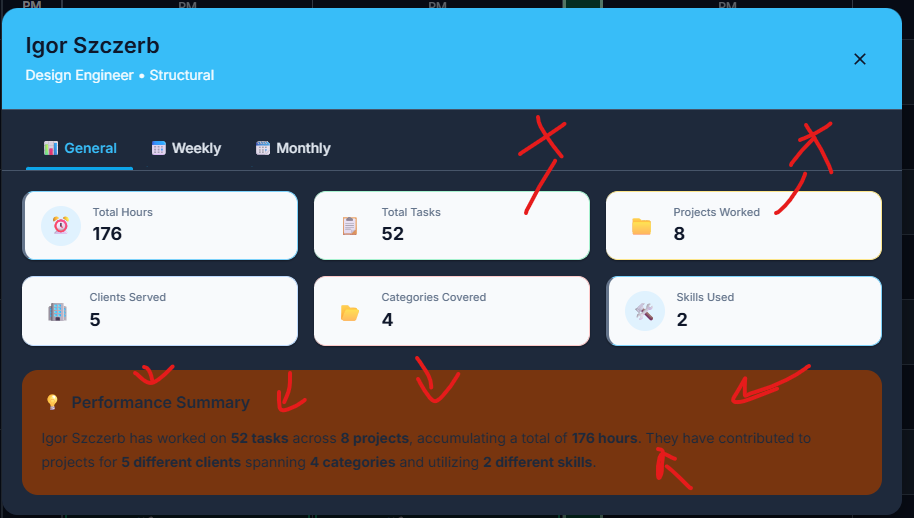 PM PM PM PM
Igor Szczerb
Design Engineer • Structural
General Weekly Monthly
Total Hours Total Tasks Projects Worked
176 52 8
Clients Served Categories Covered Skills Used
5 4 2
Performance Summary
Igor Szczerb has worked on 52 tasks across 8 projects, accumulating a total of 176 hours. They have contributed to
projects for 5 different clients spanning 4 categories and utilizing 2 different skills.